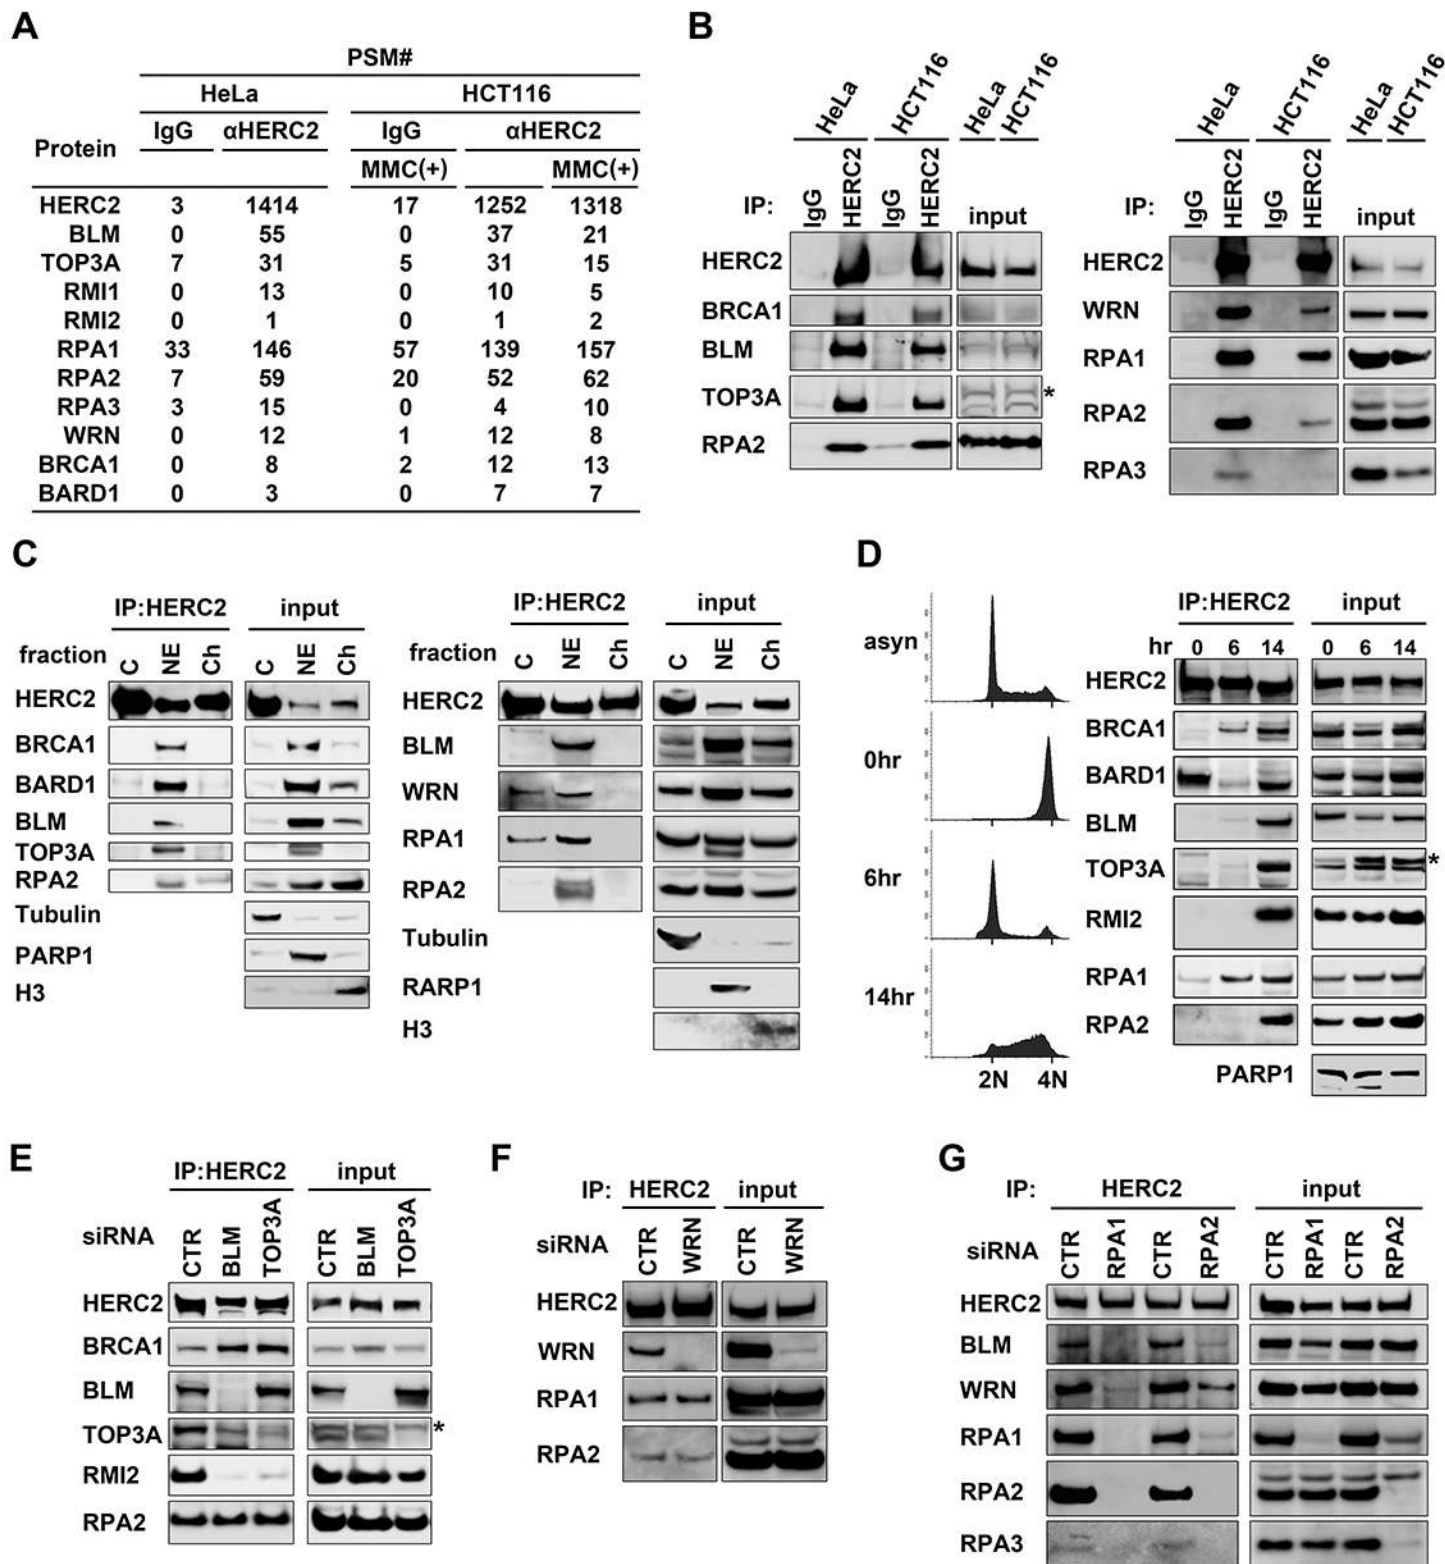 A
PSM#
HeLa HCT116
IgG αHERC2 IgG αHERC2
Protein
MMC(+) MMC(+)
HERC2 3 1414 17 1252 1318
BLM 0 55 0 37 21
TOP3A 7 31 5 31 15
RMI1 0 13 0 10 5
RMI2 0 1 0 1 2
RPA1 33 146 57 139 157
RPA2 7 59 20 52 62
RPA3 3 15 0 4 10
WRN 0 12 1 12 8
BRCA1 0 8 2 12 13
BARD1 0 3 0 7 7
B
HeLa HCT116 HeLa HCT116
IP: IgG HERC2 IgG HERC2 input
HERC2
BRCA1
BLM
TOP3A *
RPA2
HeLa HCT116 HeLa HCT116
IP: IgG HERC2 IgG HERC2 input
HERC2
WRN
RPA1
RPA2
RPA3
C
IP:HERC2 input
fraction C NE Ch C NE Ch
HERC2
BRCA1
BARD1
BLM
TOP3A
RPA2
Tubulin
PARP1
H3
IP:HERC2 input
fraction C NE Ch C NE Ch
HERC2
BLM
WRN
RPA1
RPA2
Tubulin
RARP1
H3
D
asyn
0hr
6hr
14hr
2N 4N
IP:HERC2 input
hr 0 6 14 0 6 14
HERC2
BRCA1
BARD1
BLM
TOP3A *
RMI2
RPA1
RPA2
PARP1
E
IP:HERC2 input
siRNA CTR BLM TOP3A CTR BLM TOP3A
HERC2
BRCA1
BLM
TOP3A *
RMI2
RPA2
F
IP: HERC2 input
siRNA CTR WRN CTR WRN
HERC2
WRN
RPA1
RPA2
G
IP: HERC2 input
siRNA CTR RPA1 CTR RPA2 CTR RPA1 CTR RPA2
HERC2
BLM
WRN
RPA1
RPA2
RPA3